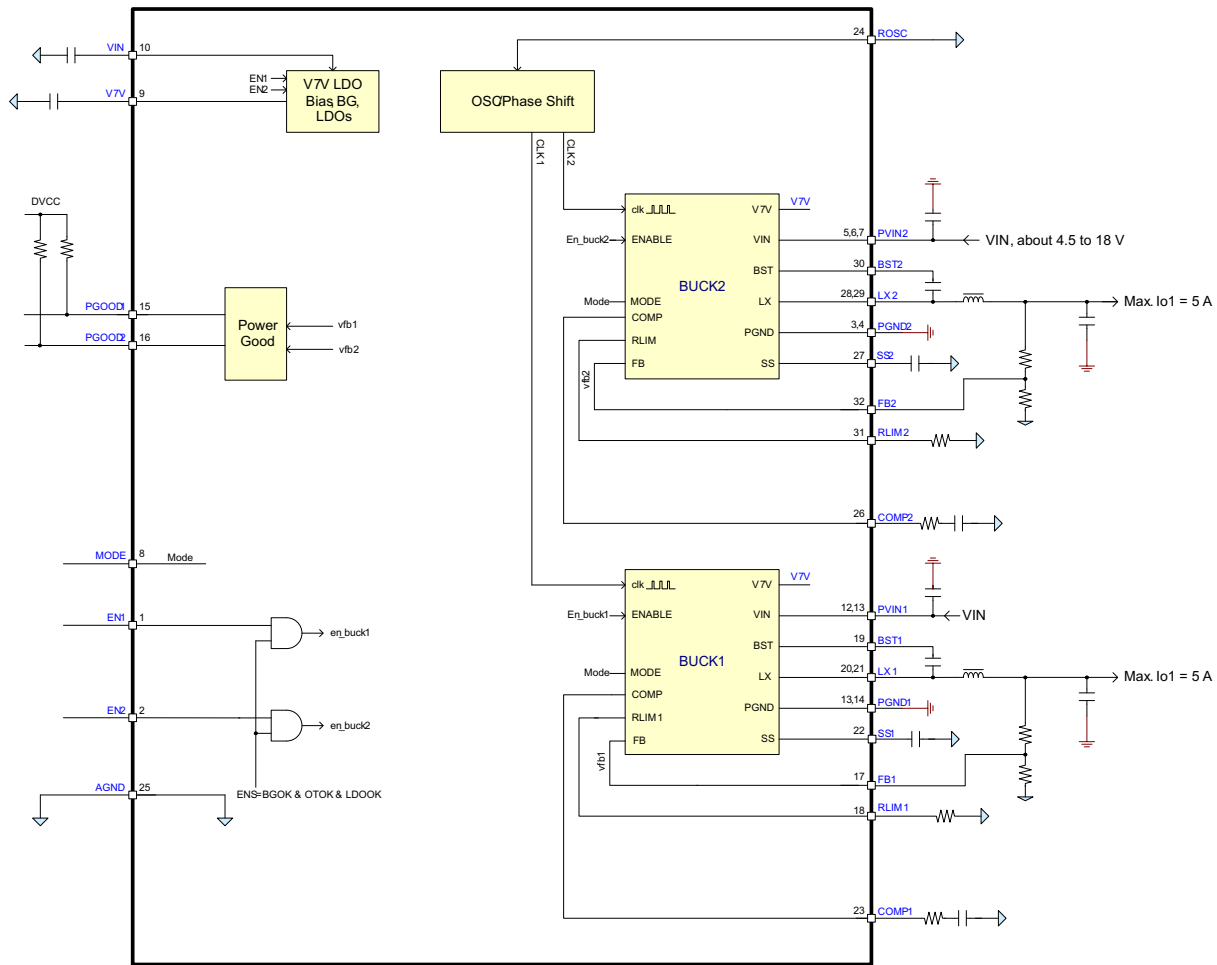 24 ROSC
VIN 10
V7V 9
EN1
EN2
V7V LDO
Bias, BG,
LDOs
OSC/Phase Shift
CLK1
CLK2
DVCC
PGOOD1 15
PGOOD2 16
Power
Good
vfb1
vfb2
clk
V7V
V7V
En_buck2
ENABLE
VIN
5,6,7 PVIN2
VIN, about 4.5 to 18 V
BST
30 BST2
BUCK2
Mode
MODE
LX
28,29 LX2
Max. Io1 = 5 A
COMP
PGND
3,4 PGND2
RLIM
FB
SS
27 SS2
vfb2
32 FB2
31 RLIM2
26 COMP2
MODE 8 Mode
EN1 1
en_buck1
EN2 2
en_buck2
ENS=BGOK & OTOK & LDOOK
AGND 25
clk
V7V
V7V
En_buck1
ENABLE
VIN
12,13 PVIN1
VIN
BST
19 BST1
BUCK1
Mode
MODE
LX
20,21 LX1
Max. Io1 = 5 A
COMP
PGND
13,14 PGND1
RLIM1
FB
SS
22 SS1
vfb1
17 FB1
18 RLIM1
23 COMP1